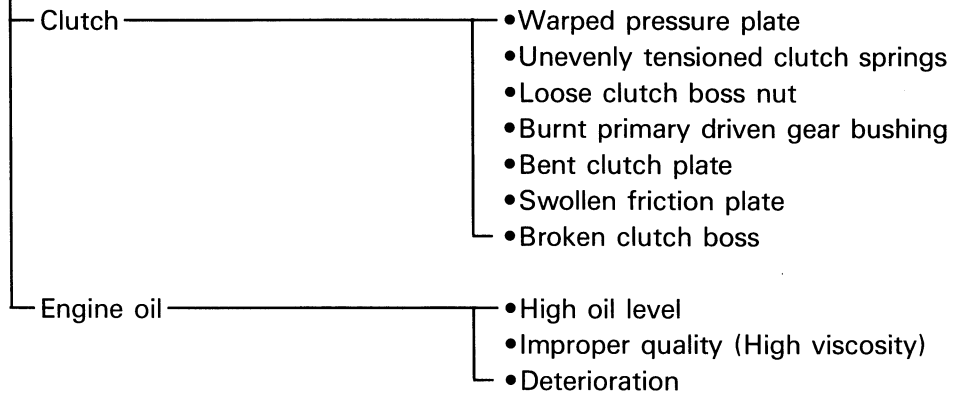 Clutch •Warped pressure plate
•Unevenly tensioned clutch springs
•Loose clutch boss nut
•Burnt primary driven gear bushing
•Bent clutch plate
•Swollen friction plate
•Broken clutch boss
Engine oil •High oil level
•Improper quality (High viscosity)
•Deterioration